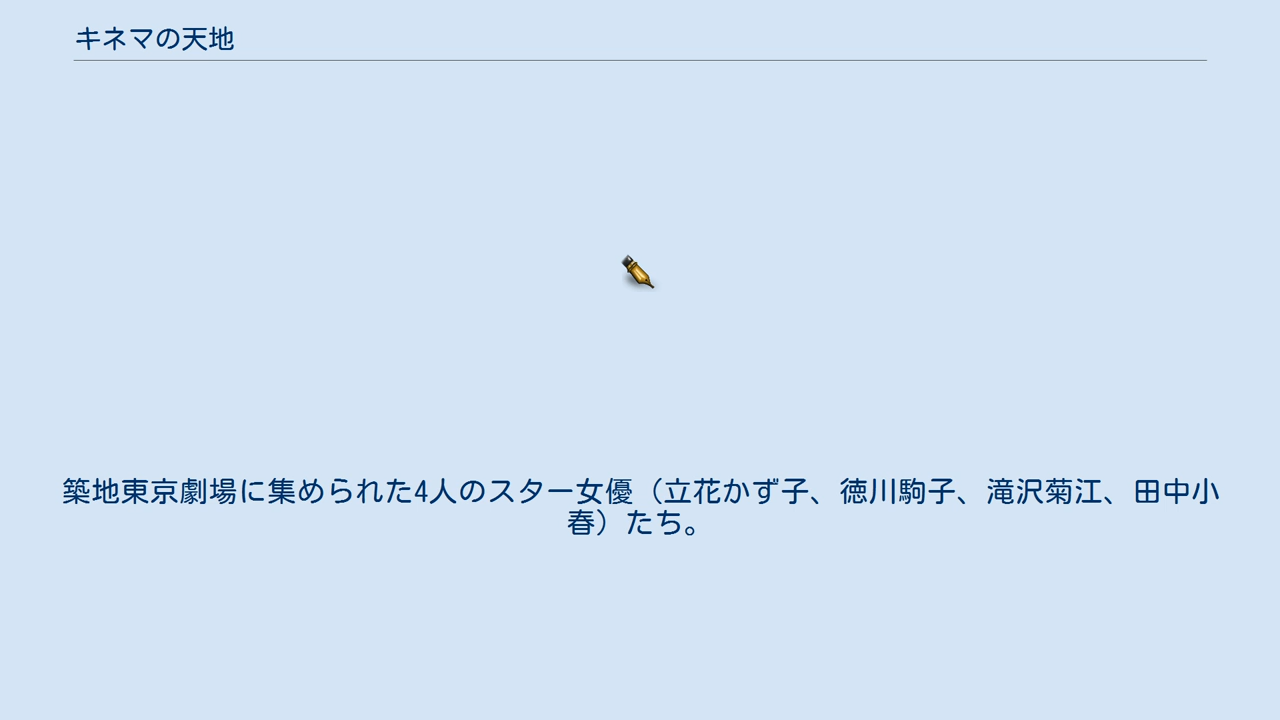 キネマの天地
築地東京劇場に集められた4人のスター女優（立花かず子、徳川駒子、滝沢菊江、田中小
春）たち。